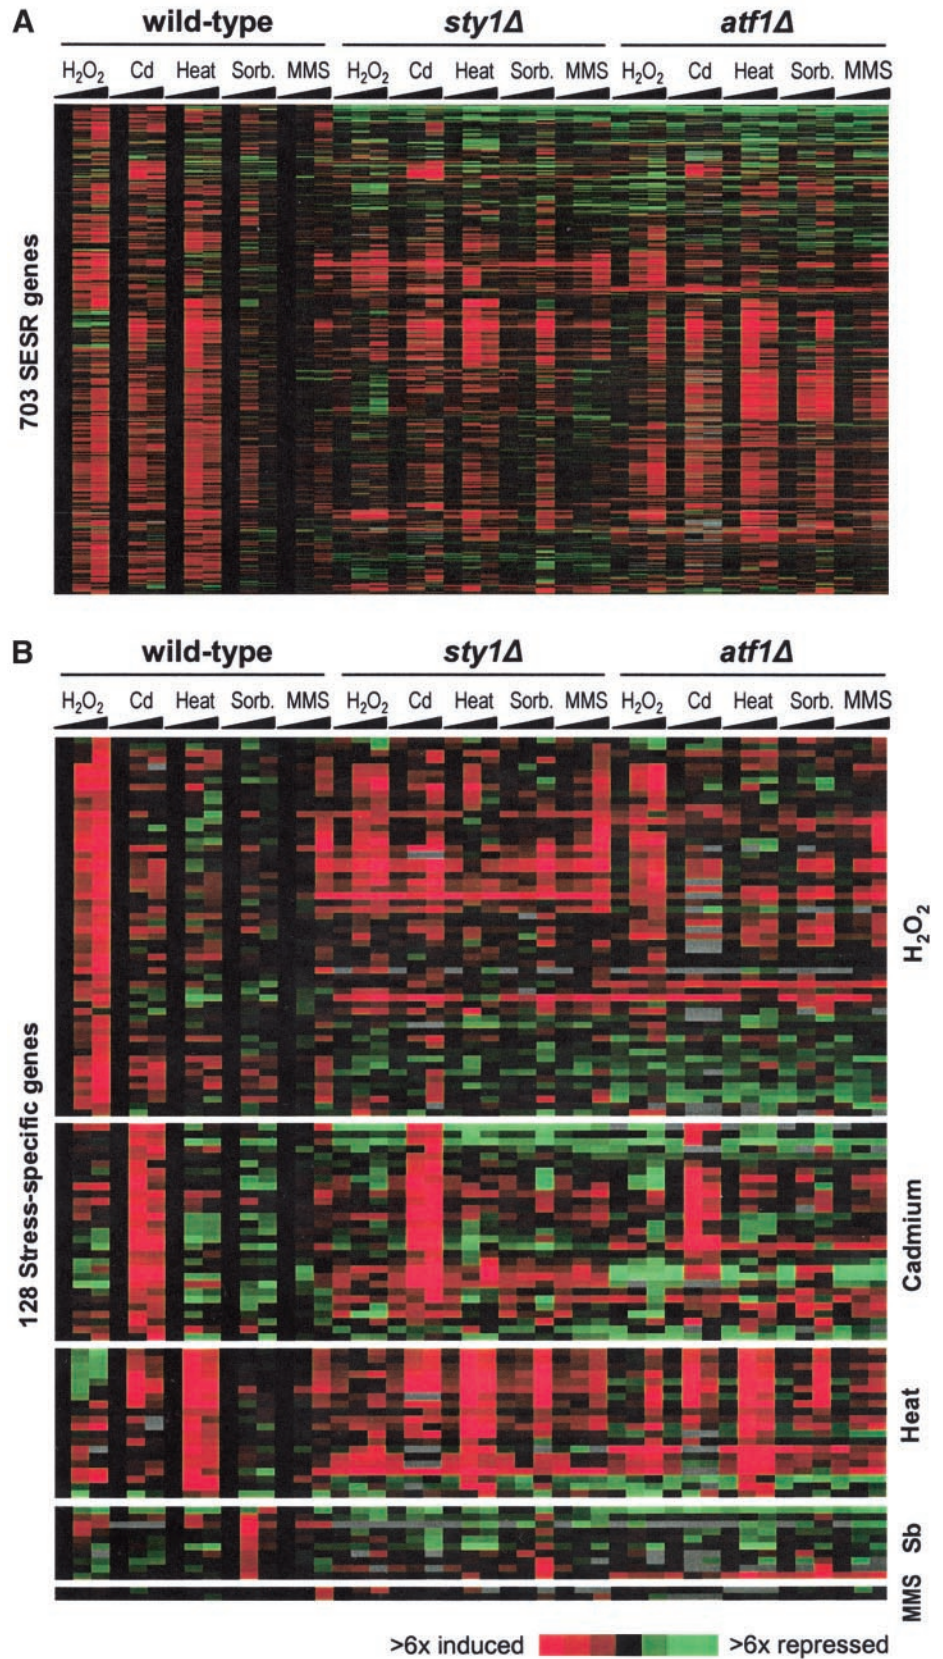 A
wild-type sty1Δ atf1Δ
H₂O₂ Cd Heat Sorb. MMS H₂O₂ Cd Heat Sorb. MMS H₂O₂ Cd Heat Sorb. MMS
703 SESR genes
B
wild-type sty1Δ atf1Δ
H₂O₂ Cd Heat Sorb. MMS H₂O₂ Cd Heat Sorb. MMS H₂O₂ Cd Heat Sorb. MMS
128 Stress-specific genes
H₂O₂
Cadmium
Heat
Sb
MMS
>6x induced >6x repressed